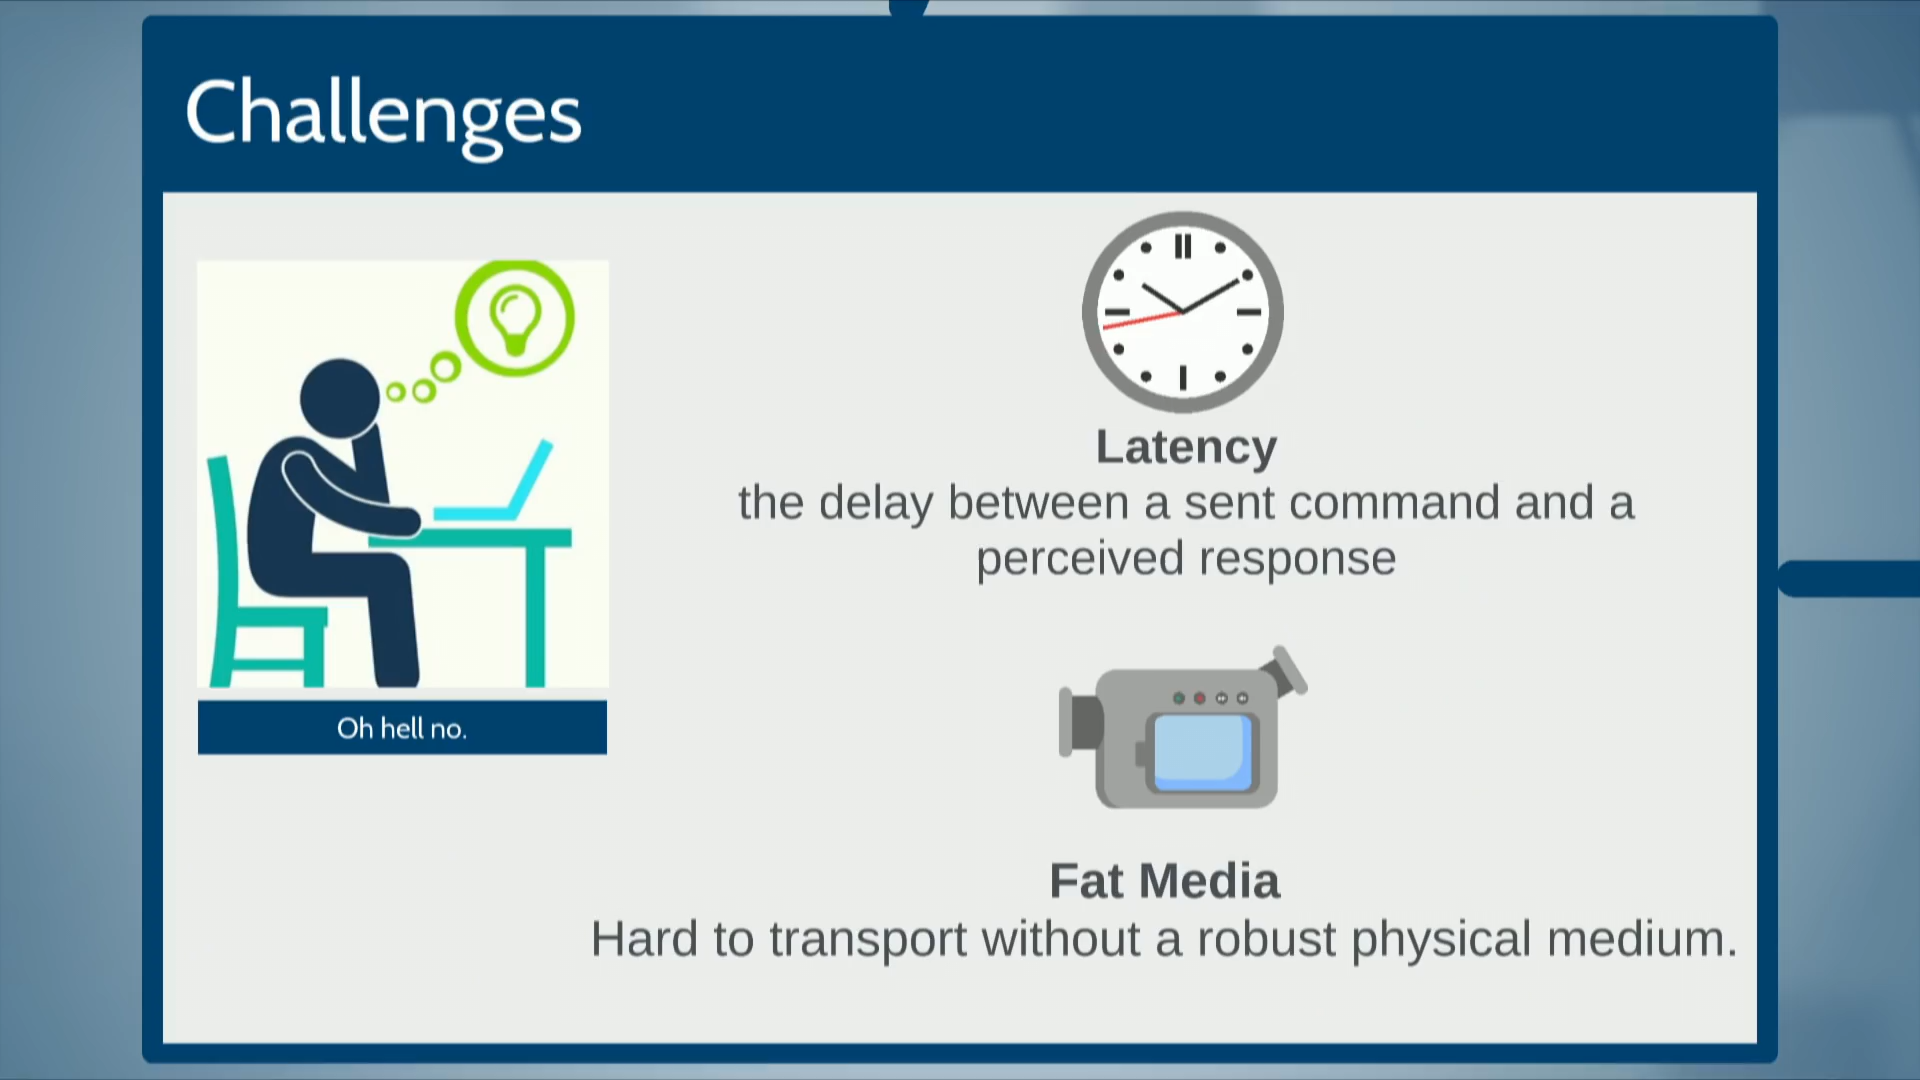 Challenges
Oh hell no.
Latency
the delay between a sent command and a
perceived response
Fat Media
Hard to transport without a robust physical medium.